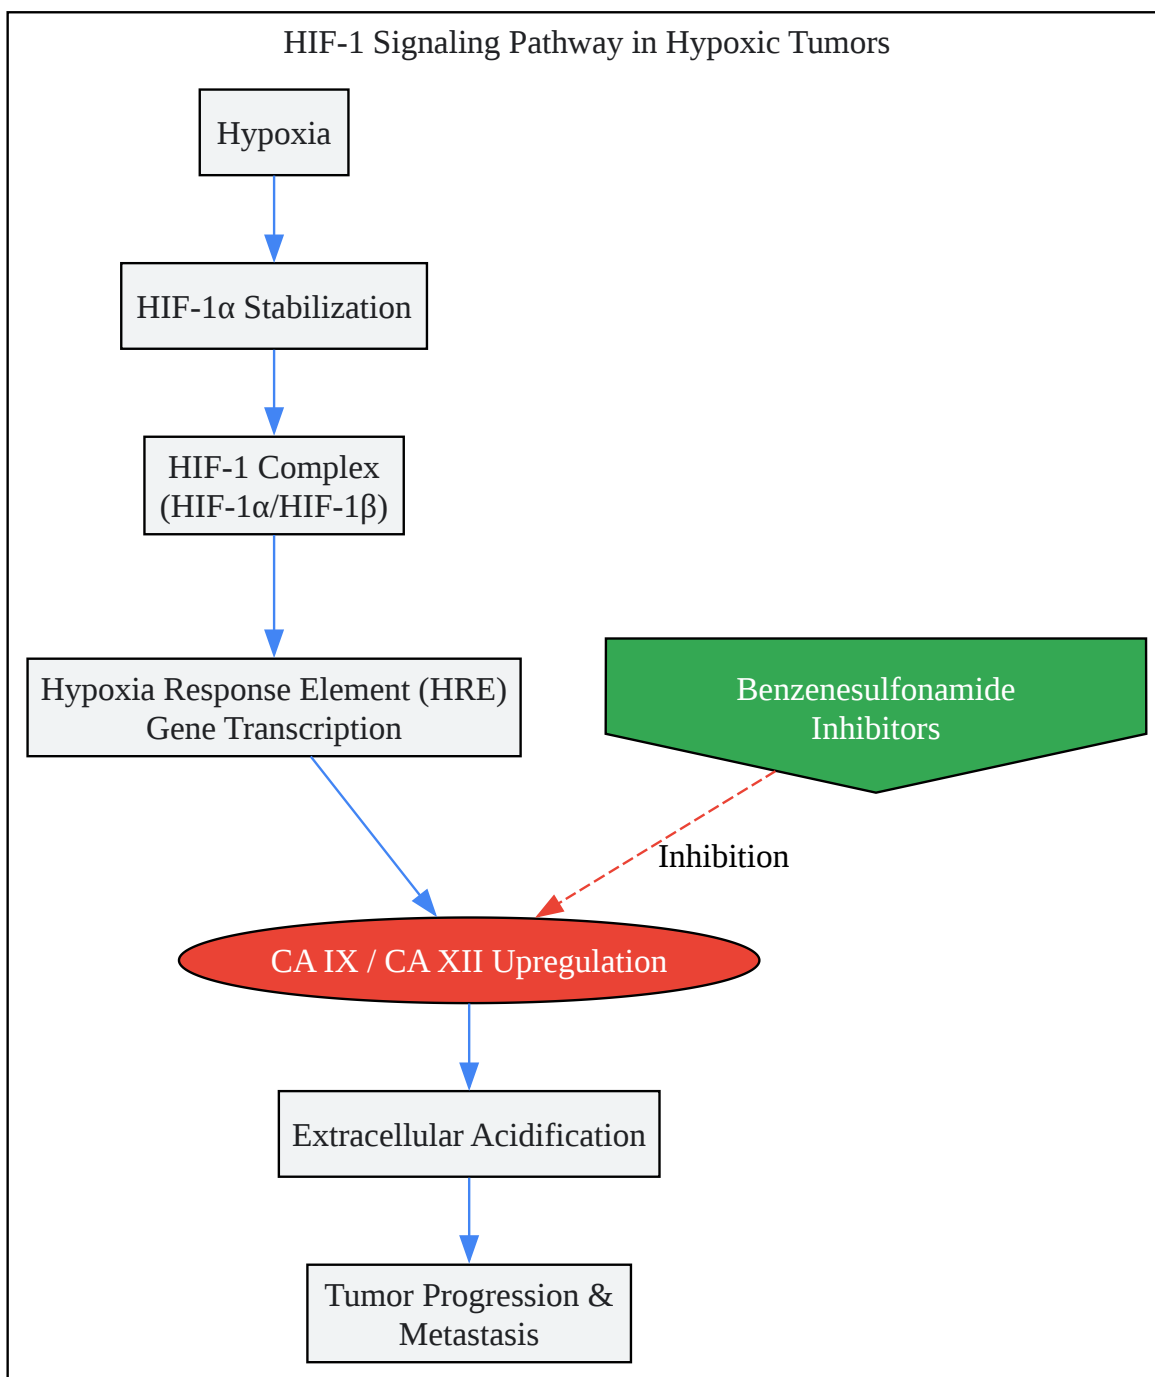 HIF-1 Signaling Pathway in Hypoxic Tumors
Hypoxia
HIF-1α Stabilization
HIF-1 Complex
(HIF-1α/HIF-1β)
Hypoxia Response Element (HRE)
Gene Transcription
Benzenesulfonamide
Inhibitors
Inhibition
CA IX / CA XII Upregulation
Extracellular Acidification
Tumor Progression &
Metastasis